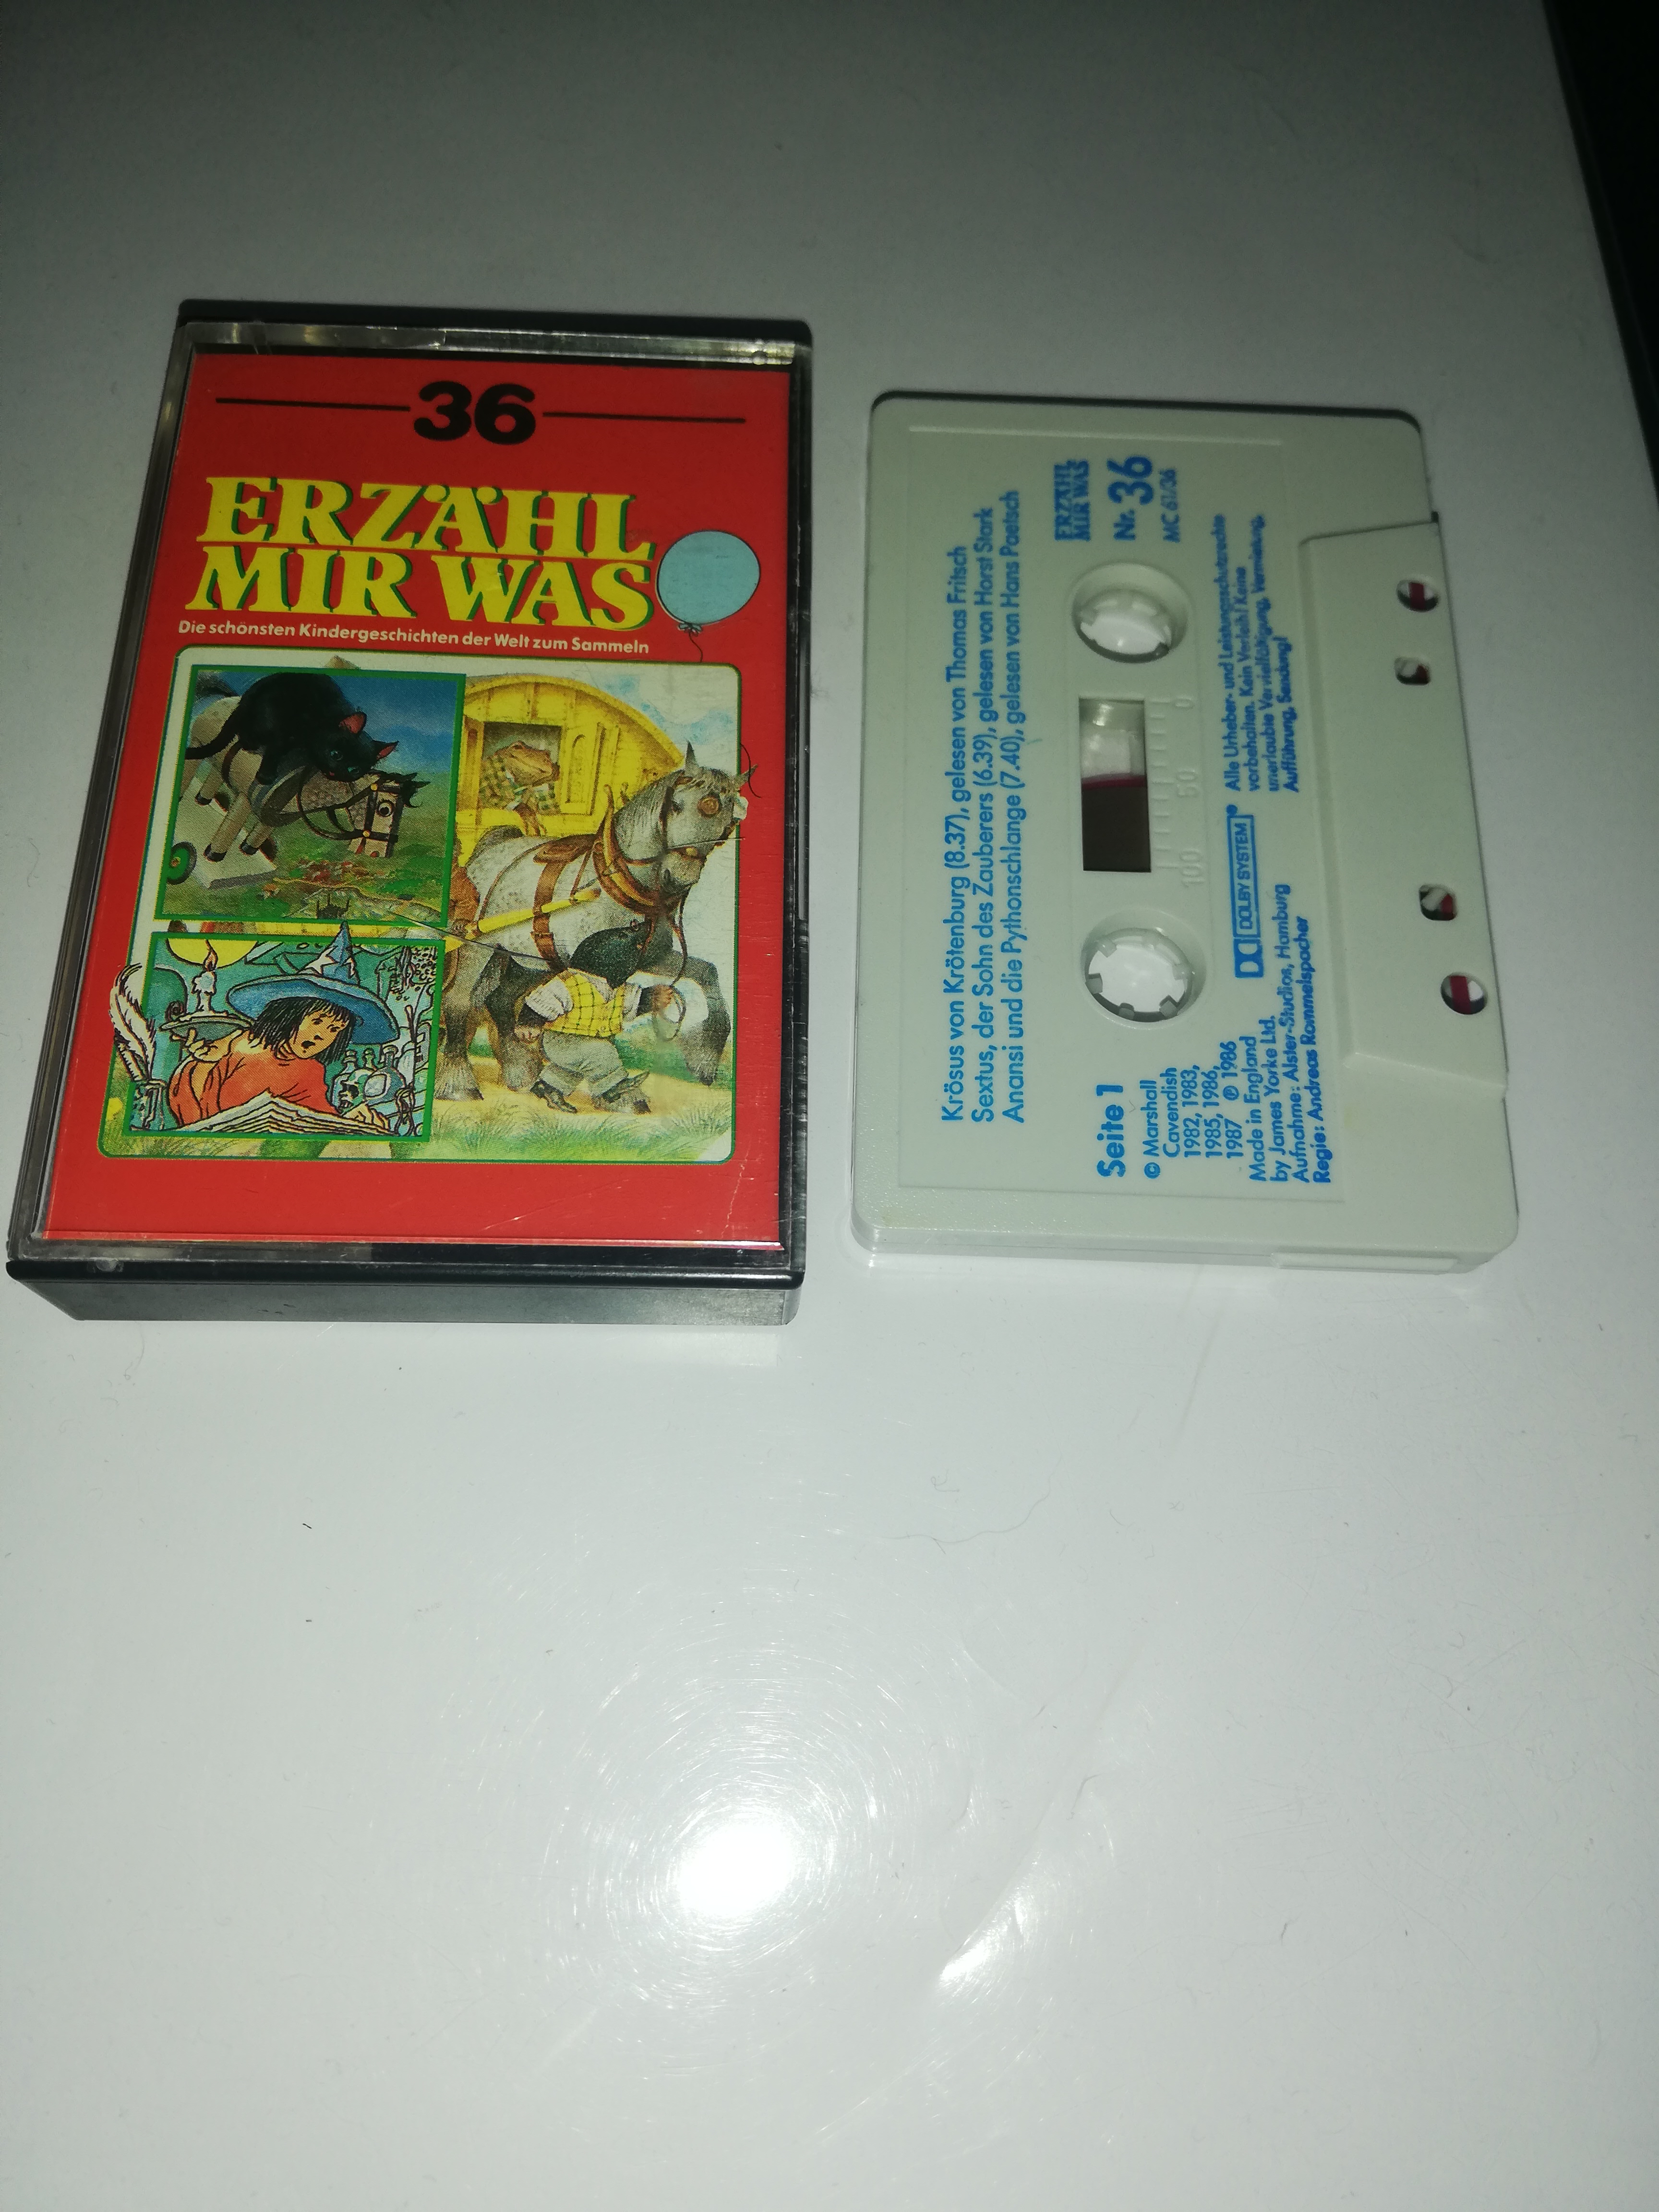 36
ERZÄHL
MIR WAS
Die schönsten Kindergeschichten der Welt zum Sammeln
Krösus von Krötenburg (8.37), gelesen von Thomas Fritsch
Sextus, der Sohn des Zauberers (6.39), gelesen von Horst Stark
Anansi und die Pythonschlange (7.40), gelesen von Hans Paetsch
ERZÄHL
MIR WAS
Nr. 36
MC 61/36
Seite 1
© Marshall
Cavendish
1982, 1983,
1985, 1986,
1987 ℗ 1986
Made in England
by James Yorke Ltd.
Aufnahme: Alster-Studios, Hamburg
Regie: Andreas Rommelspacher
100 50 0
DOLBY SYSTEM®
Alle Urheber- und Leistungsschutzrechte
vorbehalten. Kein Verleih! Keine
unerlaubte Vervielfältigung, Vermietung,
Aufführung, Sendung!